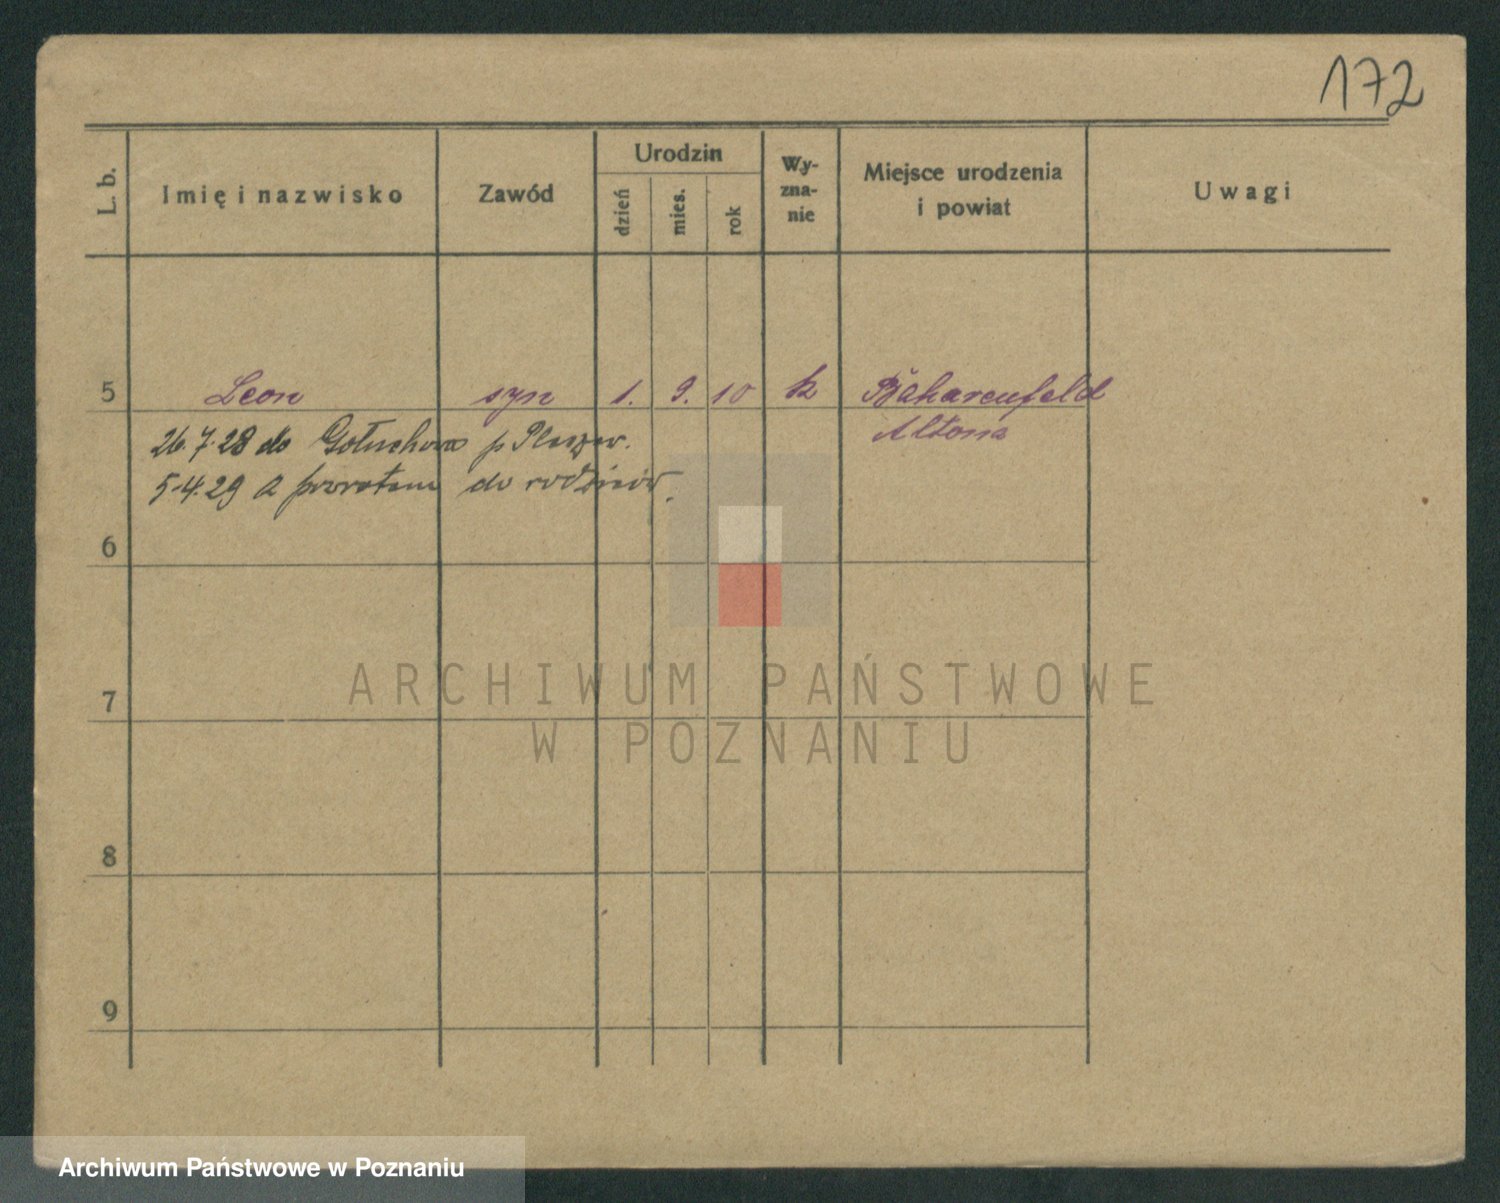 172
L. b.
Imię i nazwisko
Zawód
Urodzin
dzień
mies.
rok
Wy-
zna-
nie
Miejsce urodzenia
i powiat
Uwagi
5 Leon syn 1. 9. 10 k Bahrenfeld
Altona
26.7.28 do Gołuchowa p Pleszew.
5.4.29 z powrotem do rodziców.
6
7
8
9
ARCHIWUM PAŃSTWOWE
W POZNANIU
Archiwum Państwowe w Poznaniu